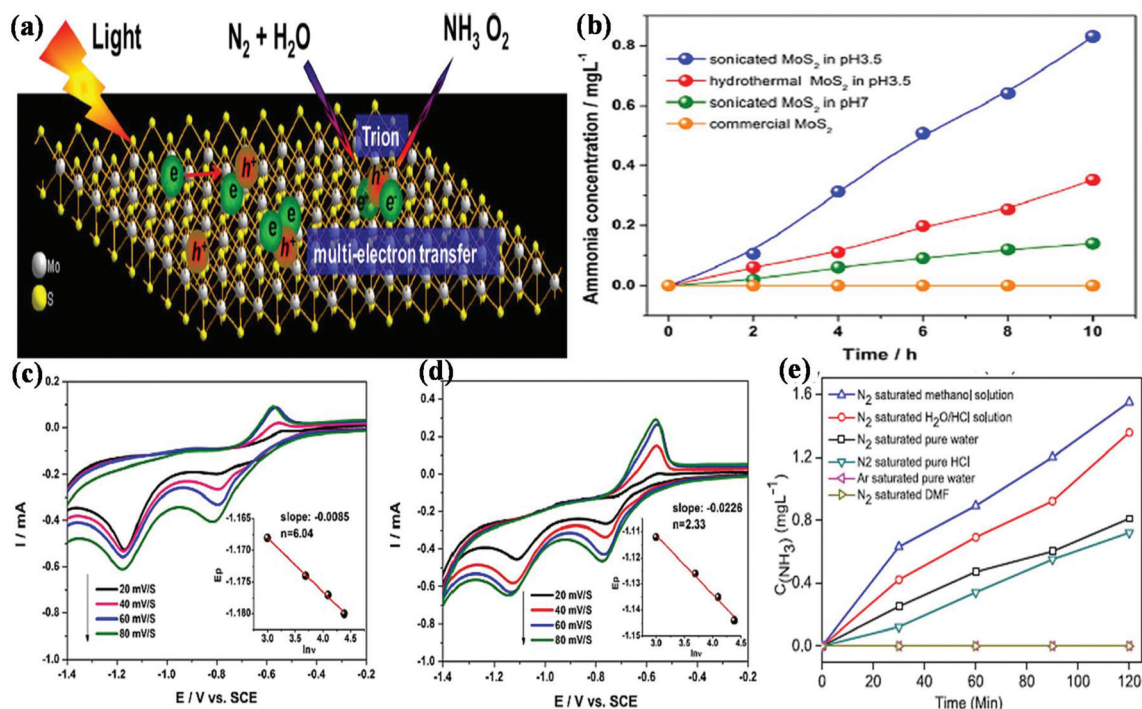 (a)
Light
N₂ + H₂O
NH₃ O₂
Trion
e
h⁺
e
h⁺
e⁻
e⁻
e
e
h⁺
h⁺
multi-electron transfer
Mo
S
(b)
Ammonia concentration / mgL⁻¹
0.8
0.6
0.4
0.2
0.0
sonicated MoS₂ in pH3.5
hydrothermal MoS₂ in pH3.5
sonicated MoS₂ in pH7
commercial MoS₂
0 2 4 6 8 10
Time / h
(c)
I / mA
0.4
0.2
0.0
-0.2
-0.4
-0.6
-0.8
-1.0
20 mV/S
40 mV/S
60 mV/S
80 mV/S
slope: -0.0085
n=6.04
Ep
-1.165
-1.170
-1.175
-1.180
3.0 3.5 4.0 4.5
lnv
-1.4 -1.2 -1.0 -0.8 -0.6 -0.4 -0.2
E / V vs. SCE
(d)
I / mA
0.4
0.2
0.0
-0.2
-0.4
-0.6
-0.8
1.0
20 mV/S
40 mV/S
60 mV/S
80 mV/S
slope: -0.0226
n=2.33
Ep
-1.11
-1.12
-1.13
-1.14
-1.15
3.0 3.5 4.0 4.5
lnv
-1.4 -1.2 -1.0 -0.8 -0.6 -0.4 -0.2
E / V vs. SCE
(e)
C(NH₃) (mgL⁻¹)
1.6
1.2
0.8
0.4
0.0
N₂ saturated methanol solution
N₂ saturated H₂O/HCl solution
N₂ saturated pure water
N2 saturated pure HCl
Ar saturated pure water
N₂ saturated DMF
0 20 40 60 80 100 120
Time (Min)